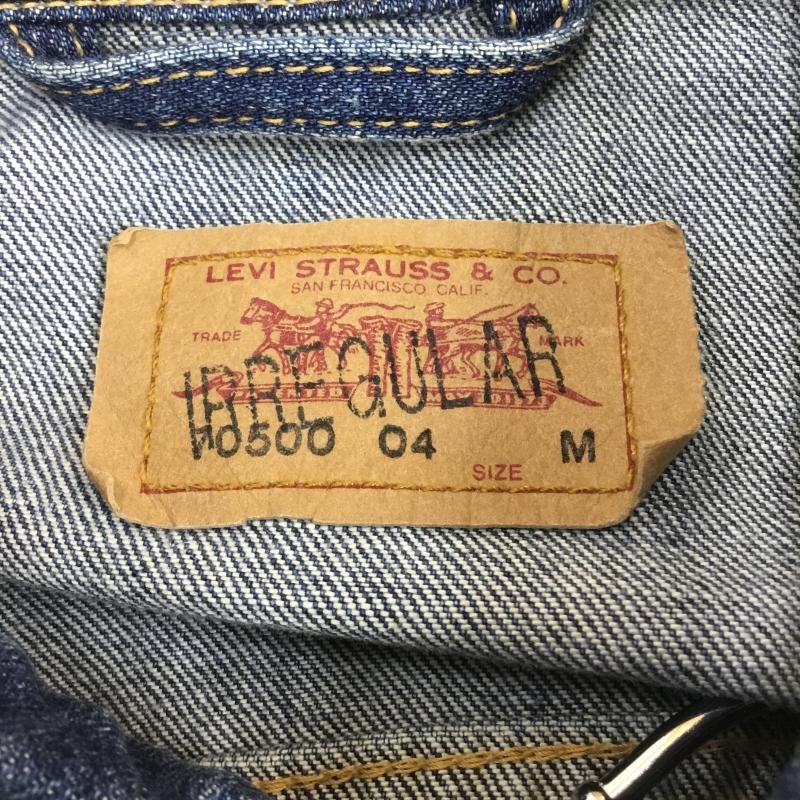 LEVI STRAUSS & CO.
SAN FRANCISCO CALIF.
TRADE MARK
IRREGULAR
70500 04 M
SIZE